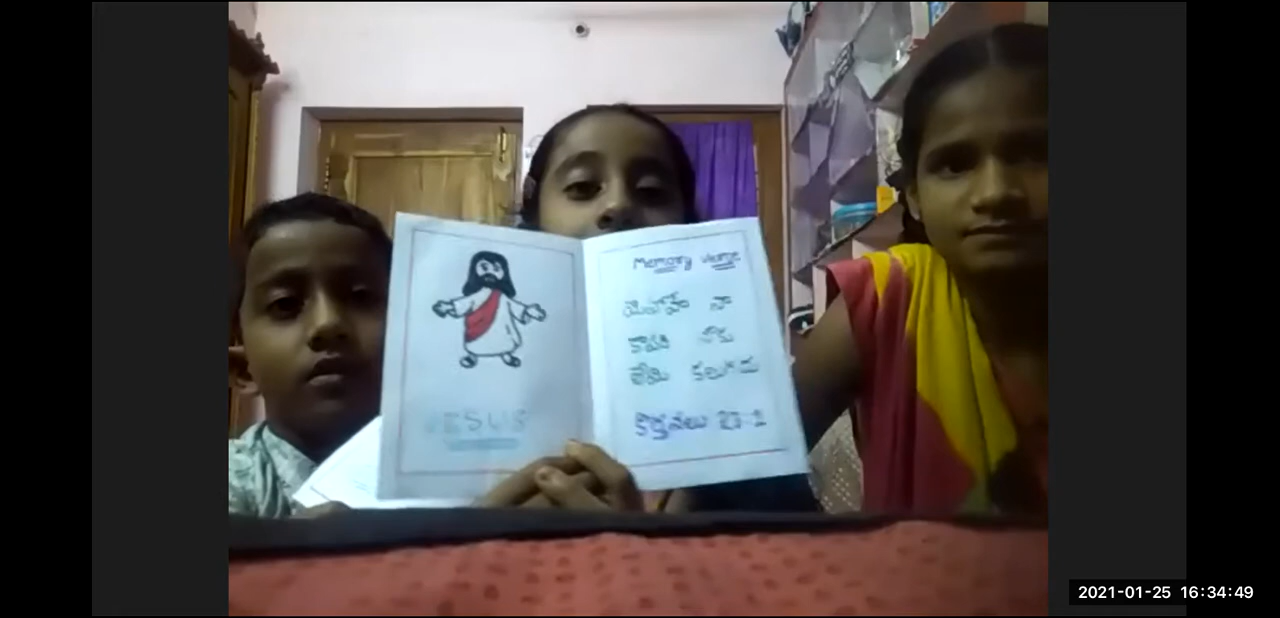 JESUS
Memory Verse
యెహోవా నా
కాపరి నాకు
లేమి కలుగదు
కీర్తనలు 23:1
2021-01-25 16:34:49